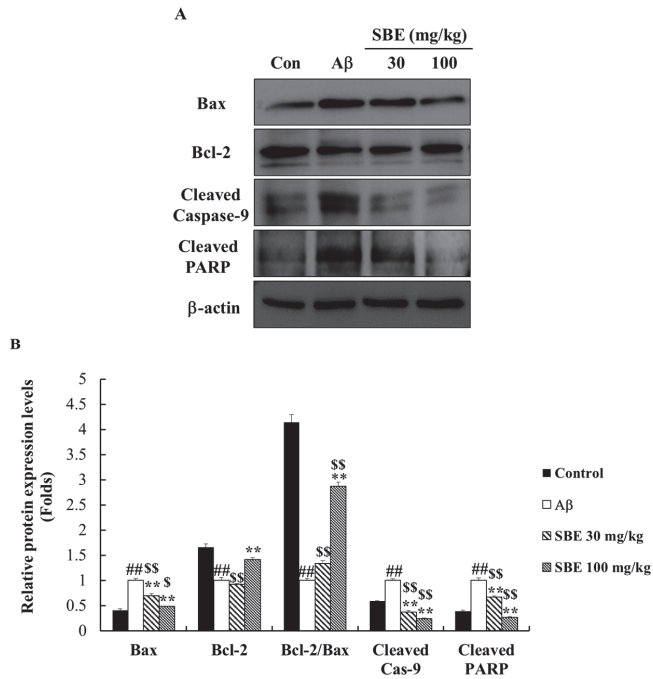 A
SBE (mg/kg)
Con Aβ 30 100
Bax
Bcl-2
Cleaved
Caspase-9
Cleaved
PARP
β-actin
B
Relative protein expression levels
(Folds)
5
4.5
4
3.5
3
2.5
2
1.5
1
0.5
0
## $$ ** $
## $$ **
## $$ $$ **
## $$ ** $$ **
## $$ ** $$ **
Bax Bcl-2 Bcl-2/Bax Cleaved Cas-9 Cleaved PARP
Control
Aβ
SBE 30 mg/kg
SBE 100 mg/kg